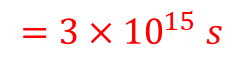 = 3 × 10¹⁵ s